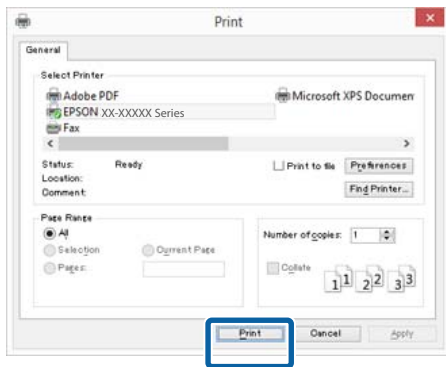 Print
General
Select Printer
Adobe PDF
Microsoft XPS Documen
EPSON XX-XXXXX Series
Fax
Status: Ready
Print to file
Preferences
Location:
Comment:
Find Printer...
Page Range
All
Selection
Current Page
Pages:
Number of copies: 1
Collate
1 1 2 2 3 3
Print
Cancel
Apply